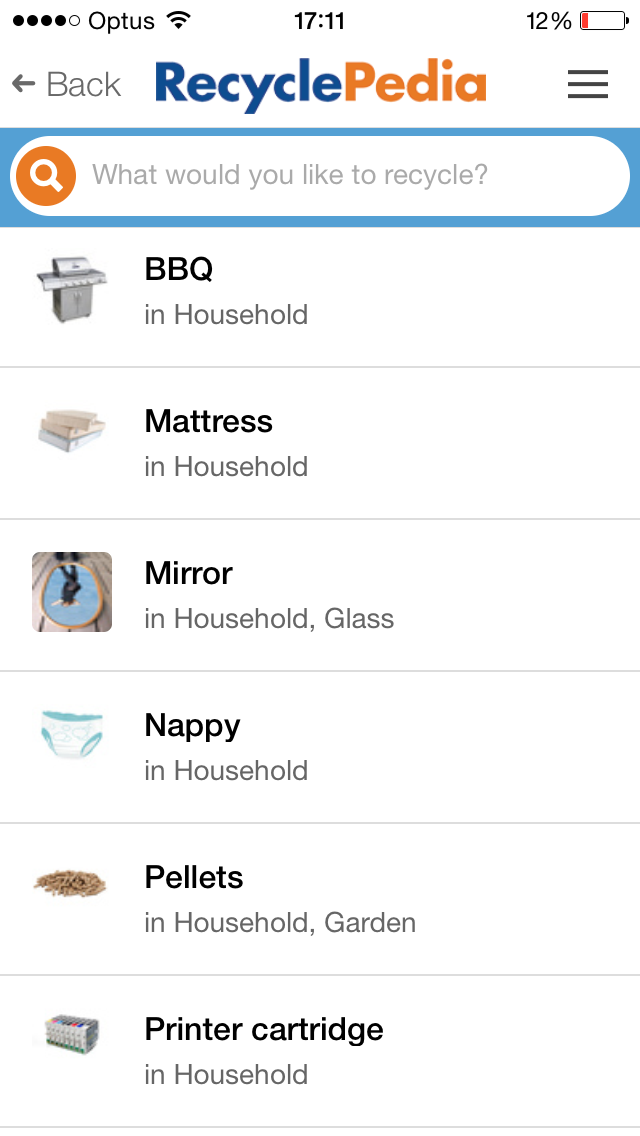 Optus 17:11 12%
Back RecyclePedia
What would you like to recycle?
BBQ
in Household
Mattress
in Household
Mirror
in Household, Glass
Nappy
in Household
Pellets
in Household, Garden
Printer cartridge
in Household